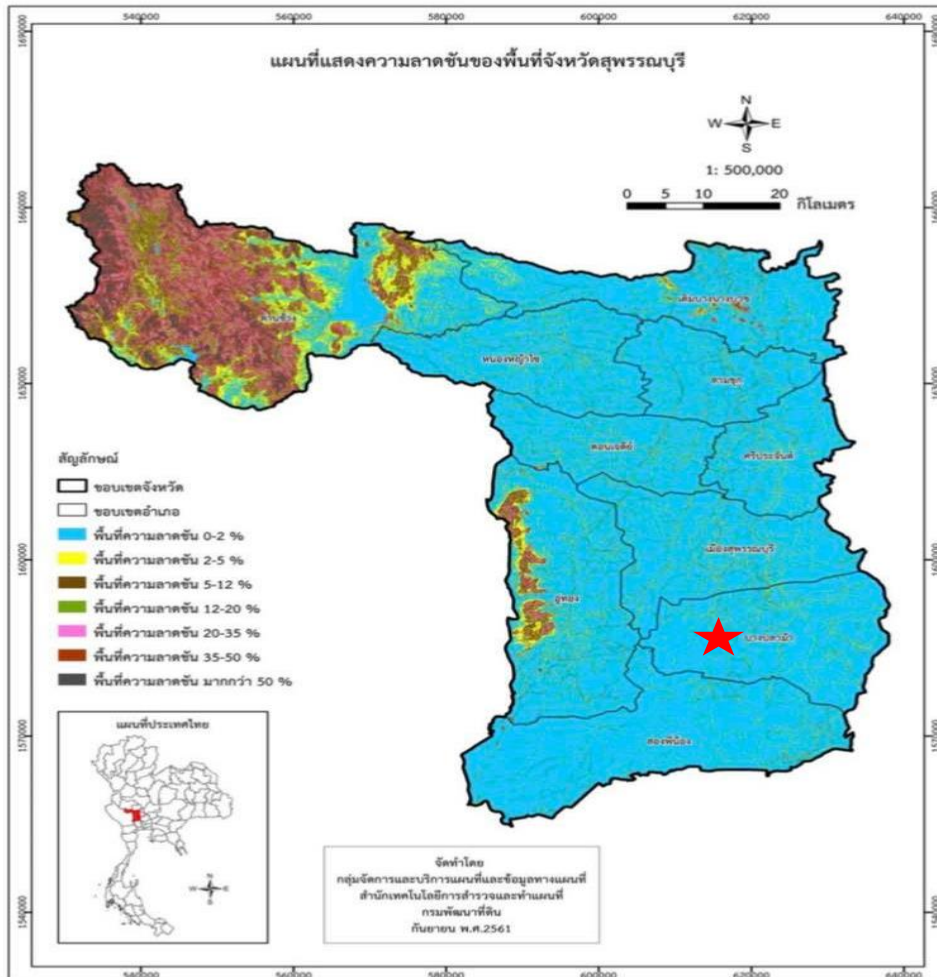 540000 560000 580000 600000 620000 640000
แผนที่แสดงความลาดชันของพื้นที่จังหวัดสุพรรณบุรี
N
W E
S
1: 500,000
0 5 10 20 กิโลเมตร
1690000 1690000
1660000 1660000
เดิมบางนางบวช
ด่านช้าง
หนองหญ้าไซ
สามชุก
1630000 1630000
ดอนเจดีย์
ศรีประจันต์
สัญลักษณ์
ขอบเขตจังหวัด
ขอบเขตอำเภอ
พื้นที่ความลาดชัน 0-2 %
พื้นที่ความลาดชัน 2-5 %
พื้นที่ความลาดชัน 5-12 %
พื้นที่ความลาดชัน 12-20 %
พื้นที่ความลาดชัน 20-35 %
พื้นที่ความลาดชัน 35-50 %
พื้นที่ความลาดชัน มากกว่า 50 %
เมืองสุพรรณบุรี
1600000 1600000
อู่ทอง
บางปลาม้า
สองพี่น้อง
1570000 1570000
แผนที่ประเทศไทย
N
W E
S
จัดทำโดย
กลุ่มจัดการและบริการแผนที่และข้อมูลทางแผนที่
สำนักเทคโนโลยีการสำรวจและทำแผนที่
กรมพัฒนาที่ดิน
กันยายน พ.ศ.2561
1540000 1540000
540000 560000 580000 600000 620000 640000